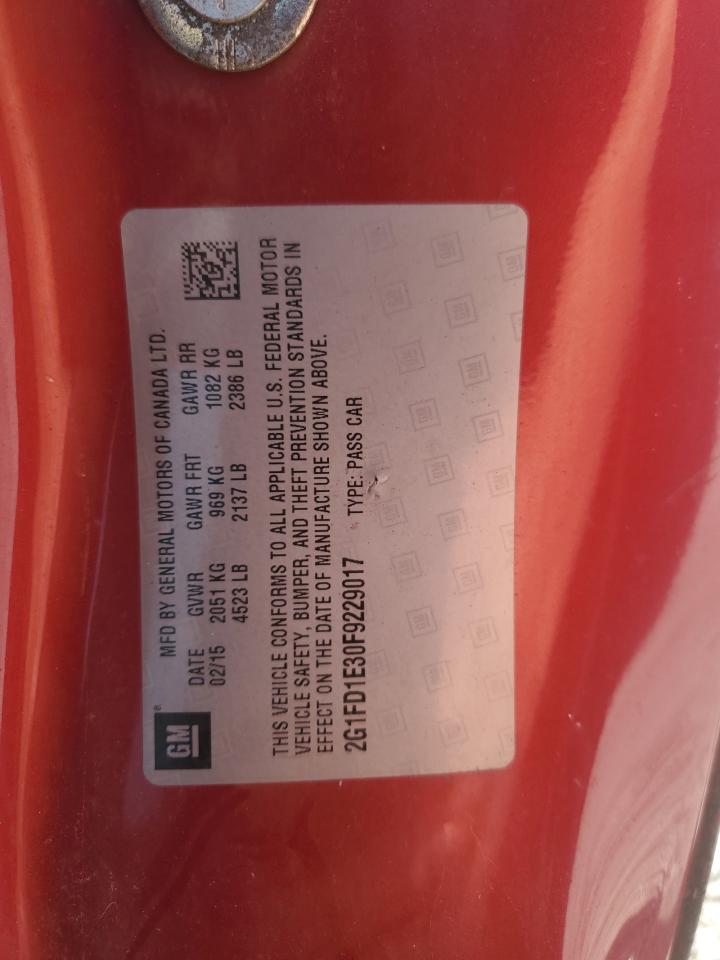 GM®
MFD BY GENERAL MOTORS OF CANADA LTD.
DATE GVWR GAWR FRT GAWR RR
02/15 2051 KG 969 KG 1082 KG
4523 LB 2137 LB 2386 LB
THIS VEHICLE CONFORMS TO ALL APPLICABLE U.S. FEDERAL MOTOR
VEHICLE SAFETY, BUMPER, AND THEFT PREVENTION STANDARDS IN
EFFECT ON THE DATE OF MANUFACTURE SHOWN ABOVE.
2G1FD1E30F9229017 TYPE: PASS CAR